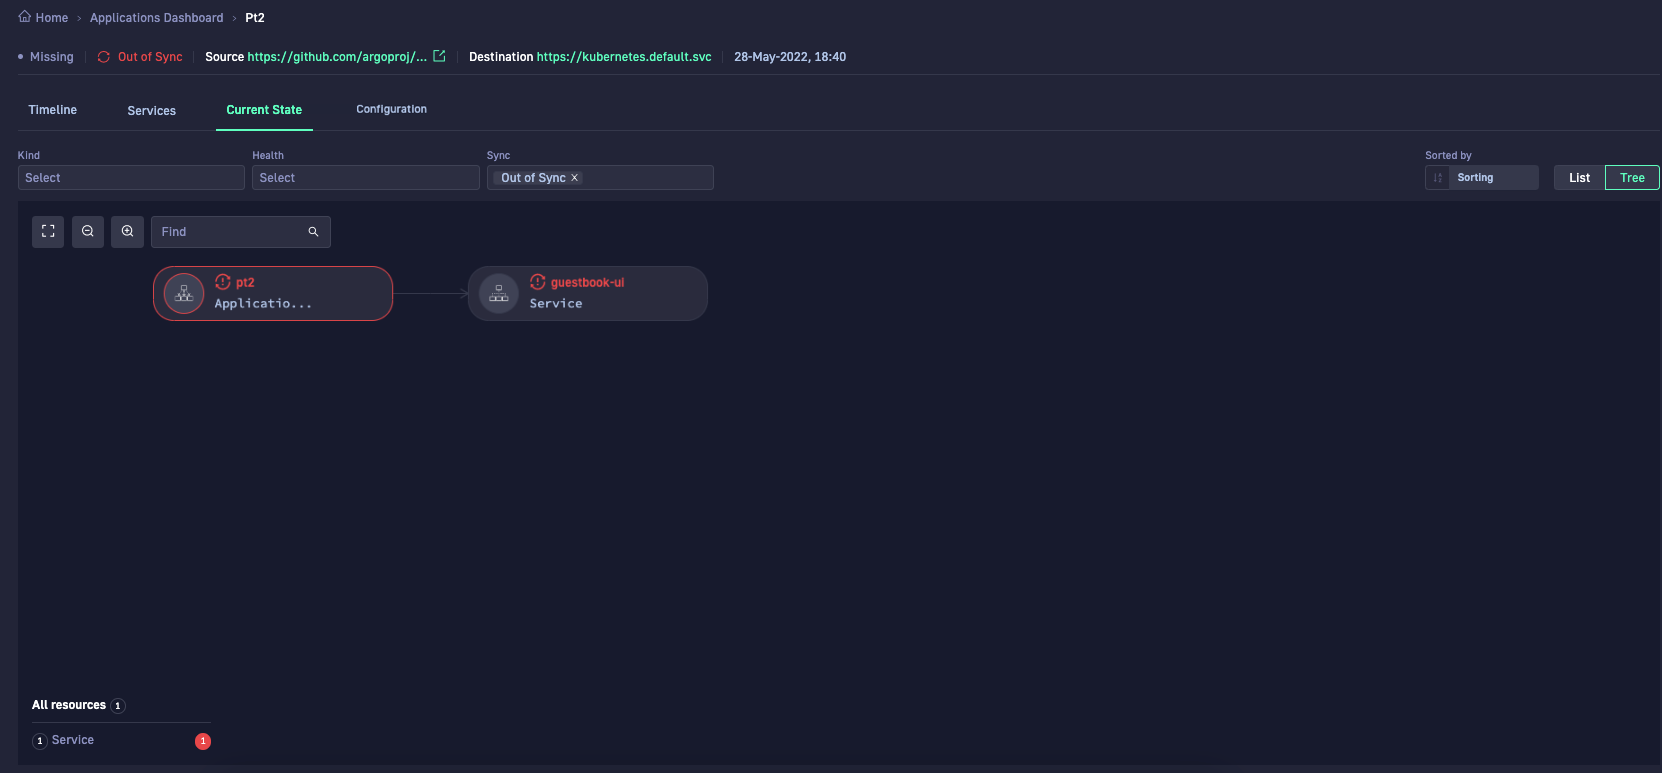 Home › Applications Dashboard › Pt2
Missing Out of Sync Source https://github.com/argoproj/... Destination https://kubernetes.default.svc 28-May-2022, 18:40
Timeline Services Current State Configuration
Kind Health Sync Sorted by
Select Select Out of Sync X Sorting List Tree
Find
pt2 guestbook-ui
Applicatio... Service
All resources 1
1 Service 1